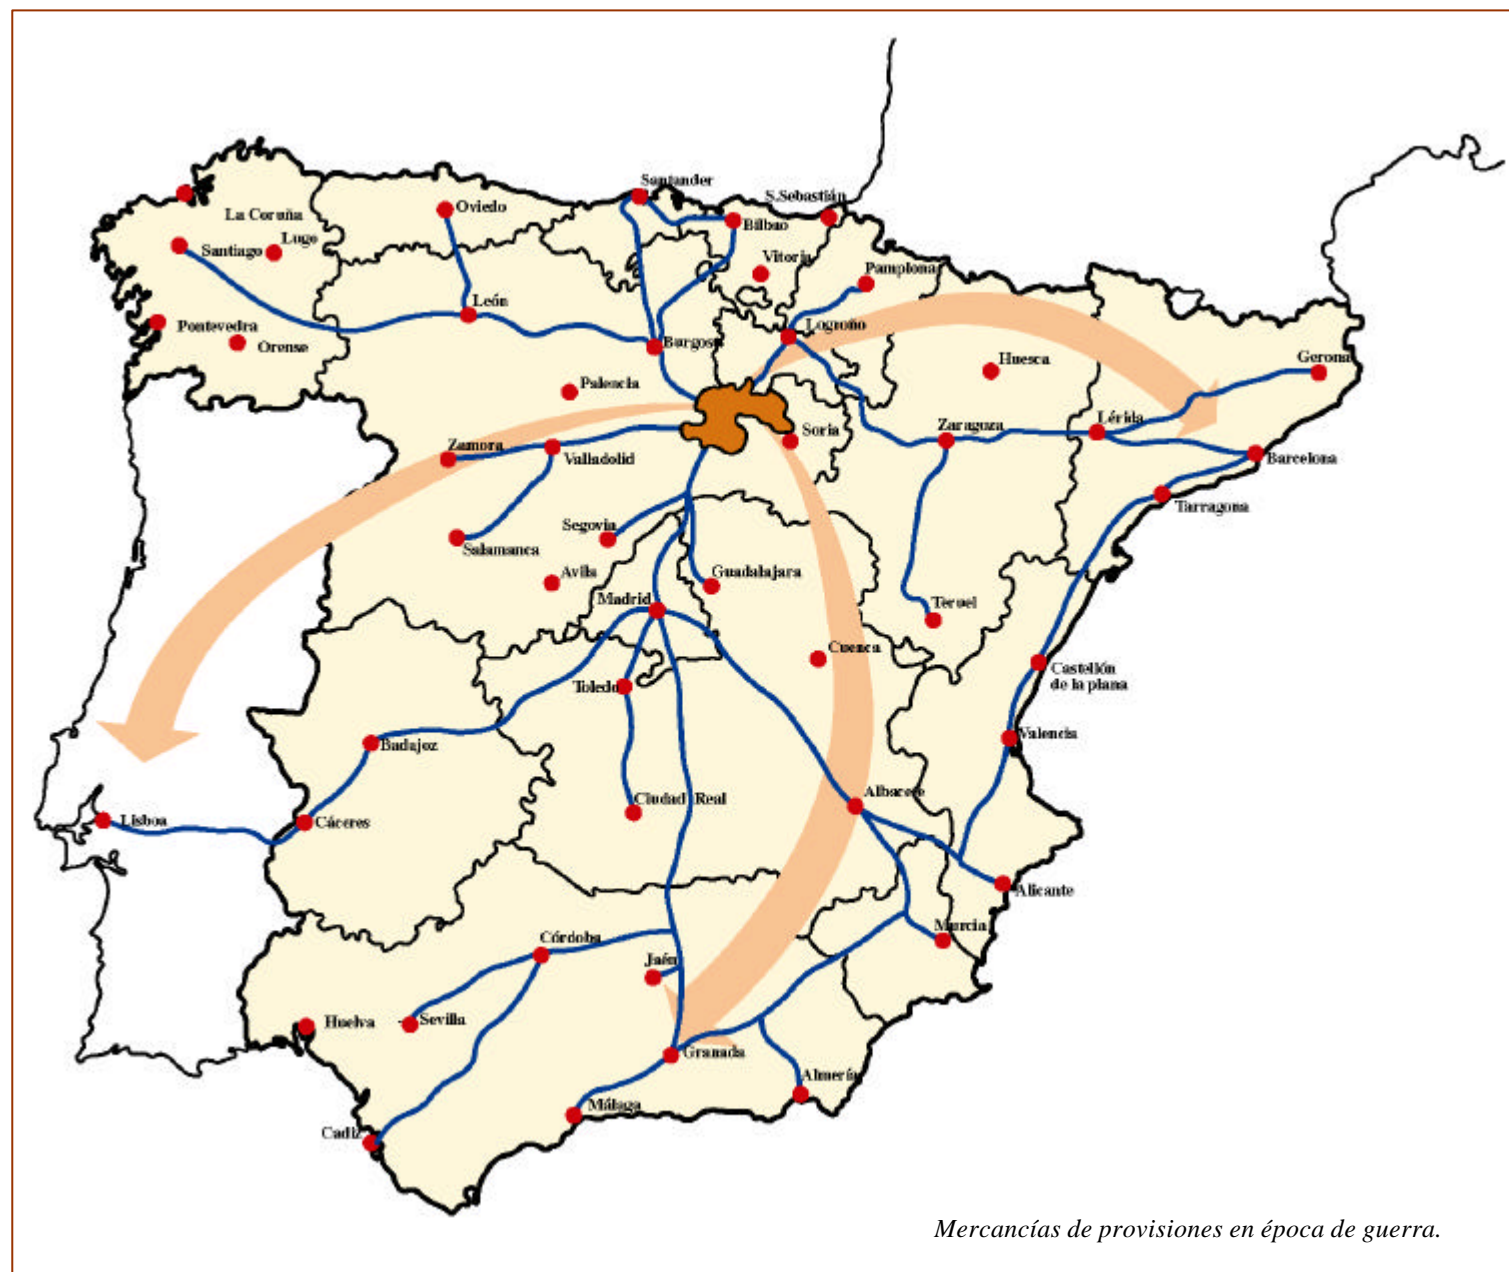 Santander
S.Sebastián
Oviedo
La Coruña
Bilbao
Lugo
Santiago
Vitoria
Pamplona
León
Pontevedra
Logroño
Orense
Burgos
Huesca
Gerona
Palencia
Lérida
Soria
Zaragoza
Zamora
Valladolid
Barcelona
Tarragona
Segovia
Salamanca
Avila
Guadalajara
Madrid
Teruel
Cuenca
Castellón
de la plana
Toledo
Valencia
Badajoz
Albacete
Ciudad Real
Lisboa
Cáceres
Alicante
Murcia
Córdoba
Jaén
Huelva
Sevilla
Granada
Almería
Málaga
Cadiz
Mercancías de provisiones en época de guerra.